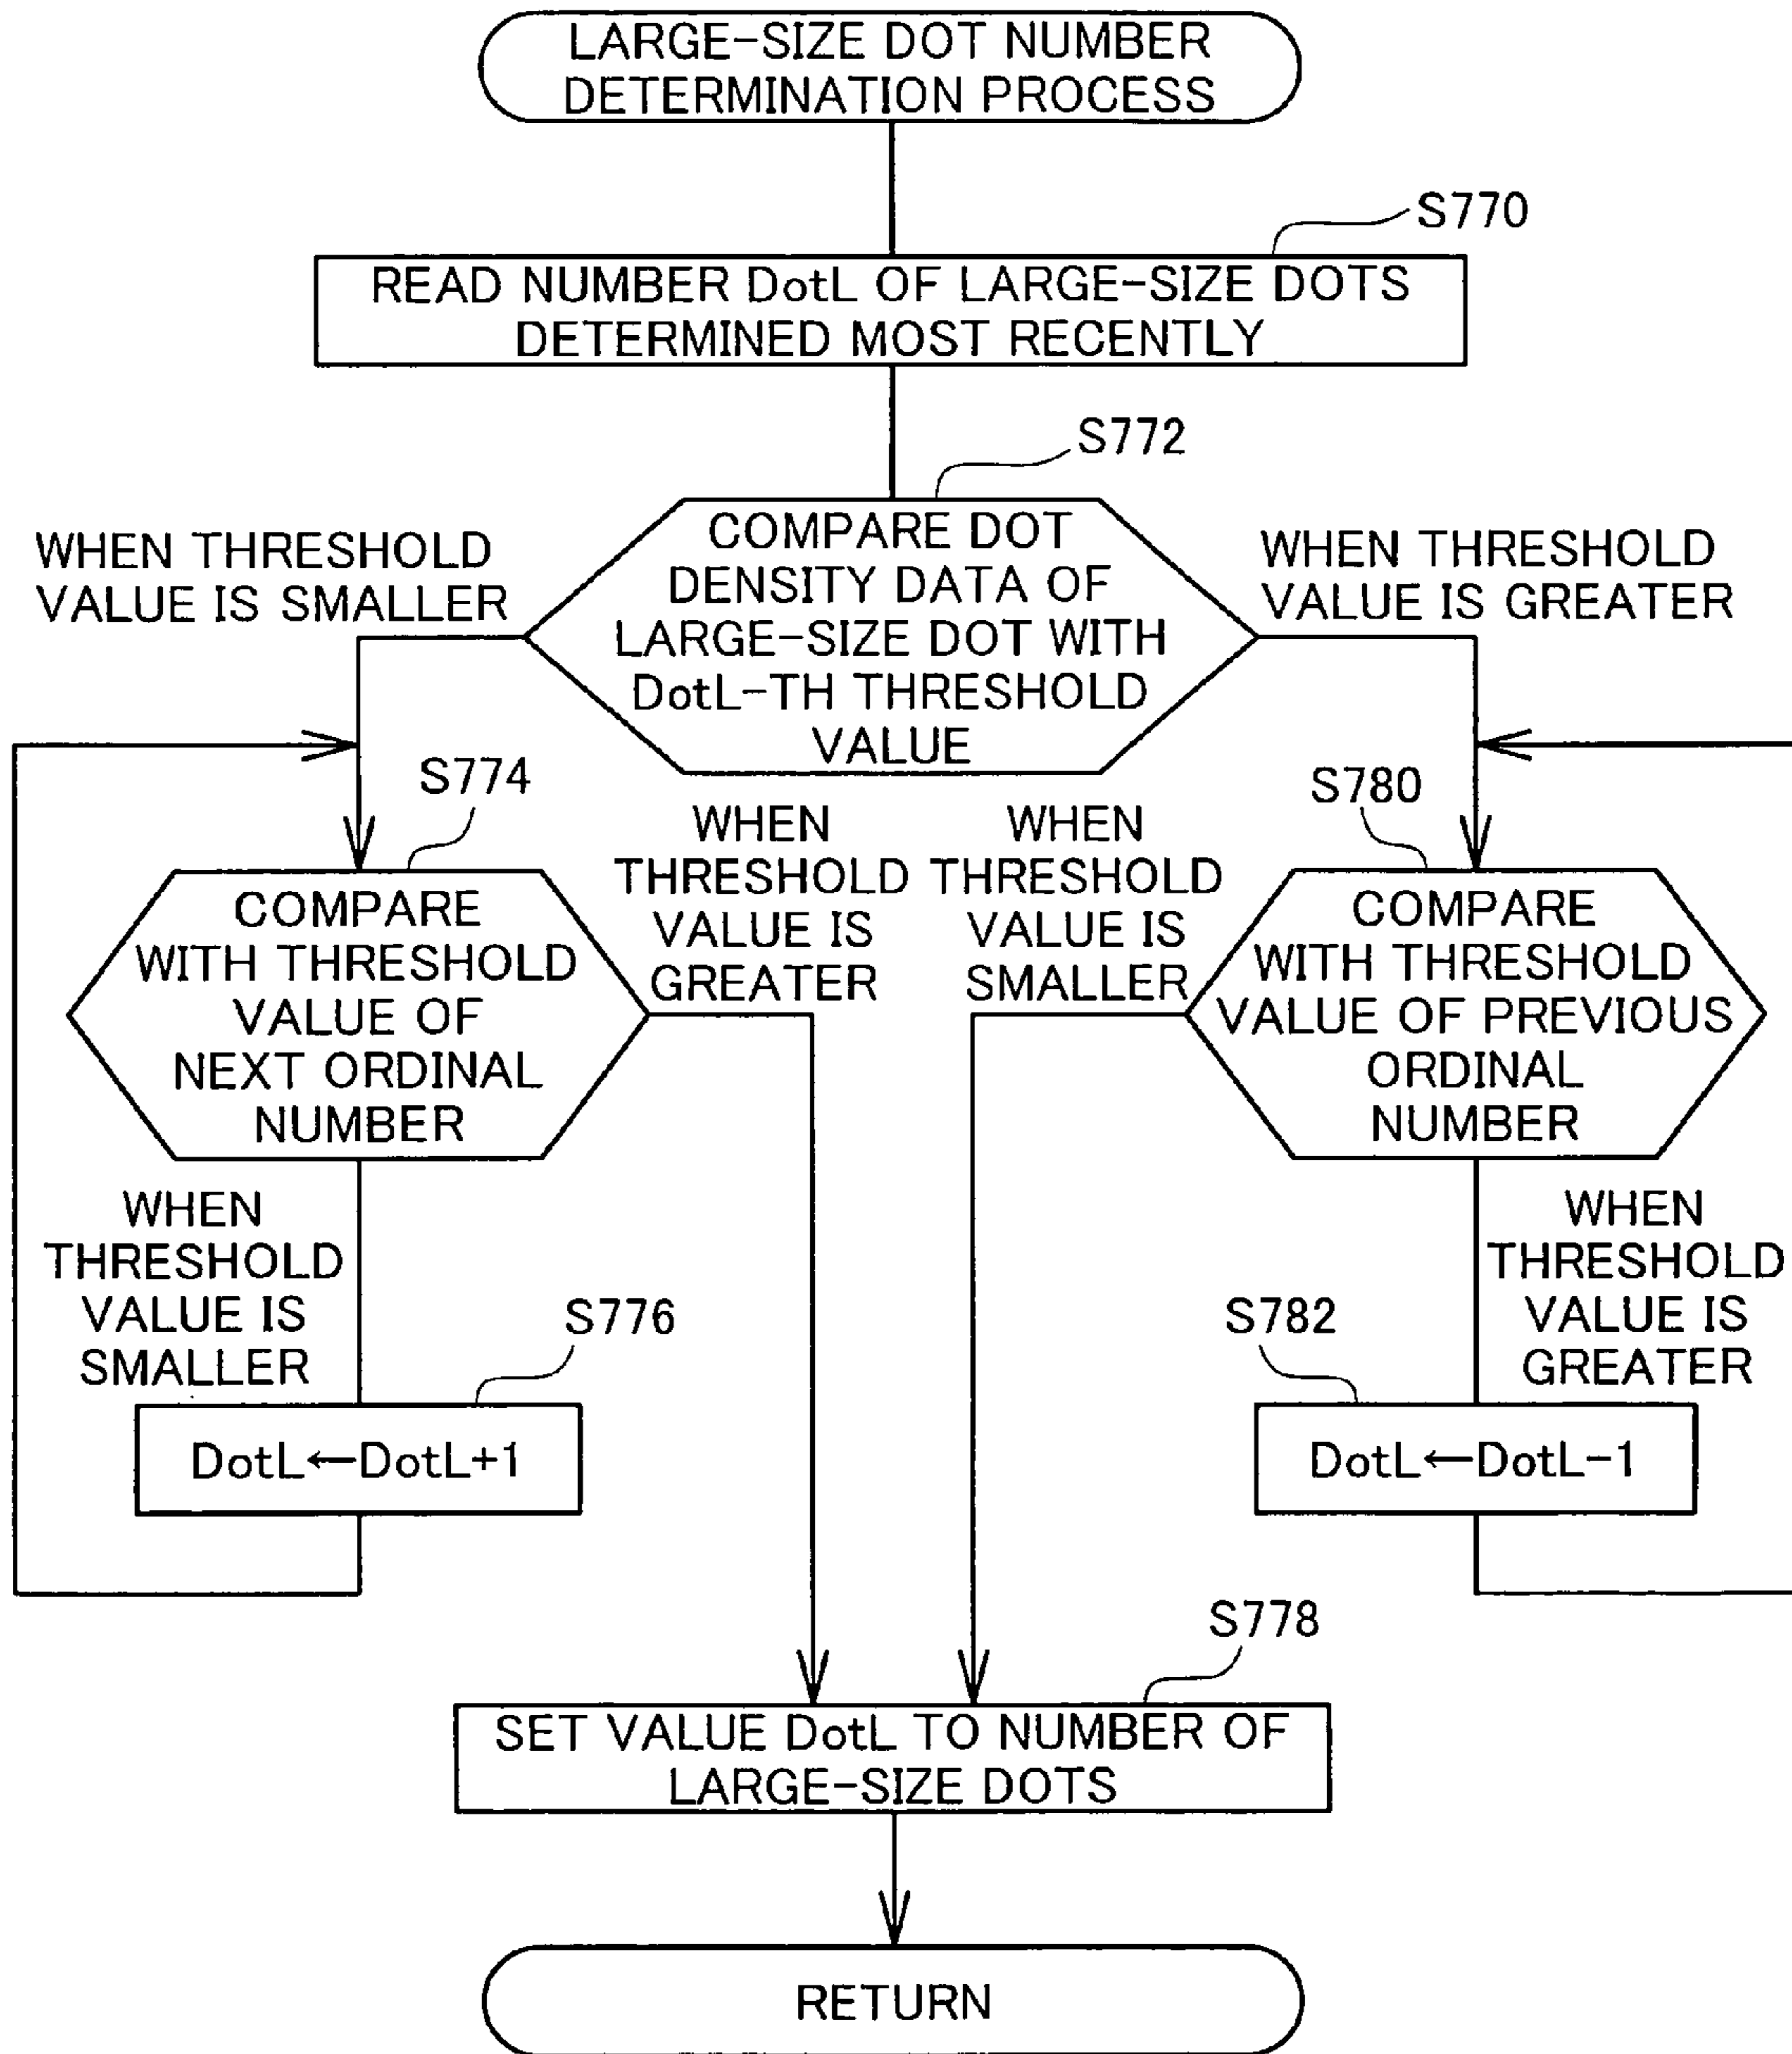 LARGE-SIZE DOT NUMBER
DETERMINATION PROCESS
S770
READ NUMBER DotL OF LARGE-SIZE DOTS
DETERMINED MOST RECENTLY
S772
COMPARE DOT
DENSITY DATA OF
LARGE-SIZE DOT WITH
DotL-TH THRESHOLD
VALUE
WHEN THRESHOLD
VALUE IS SMALLER
WHEN THRESHOLD
VALUE IS GREATER
S774
COMPARE
WITH THRESHOLD
VALUE OF
NEXT ORDINAL
NUMBER
WHEN
THRESHOLD
VALUE IS
GREATER
WHEN
THRESHOLD
VALUE IS
SMALLER
S780
COMPARE
WITH THRESHOLD
VALUE OF PREVIOUS
ORDINAL
NUMBER
WHEN
THRESHOLD
VALUE IS
SMALLER
S776
DotL←DotL+1
WHEN
THRESHOLD
VALUE IS
GREATER
S782
DotL←DotL-1
S778
SET VALUE DotL TO NUMBER OF
LARGE-SIZE DOTS
RETURN